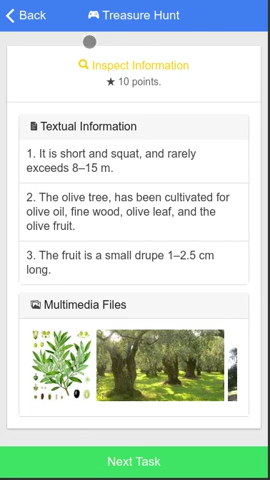 Back
Treasure Hunt
Inspect Information
★ 10 points.
Textual Information
1. It is short and squat, and rarely
exceeds 8–15 m.
2. The olive tree, has been cultivated for
olive oil, fine wood, olive leaf, and the
olive fruit.
3. The fruit is a small drupe 1–2.5 cm
long.
Multimedia Files
Next Task